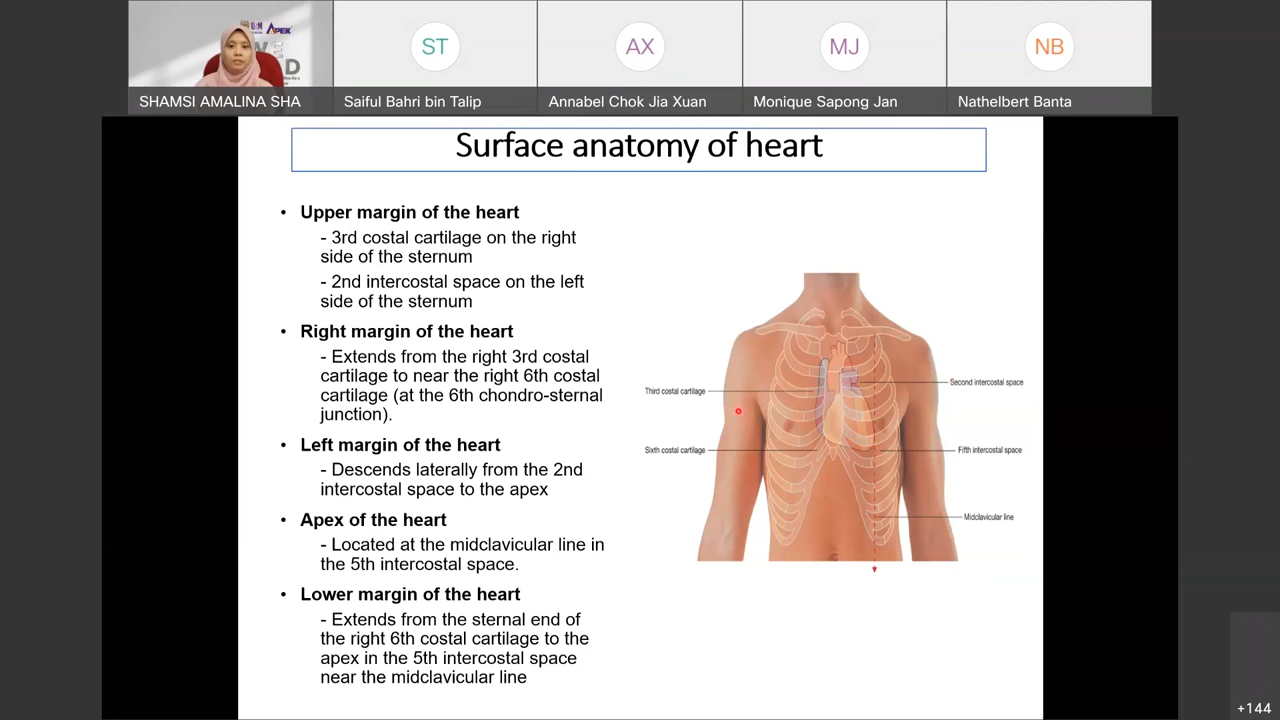 USM APEK
WE
D
ST
AX
MJ
NB
SHAMSI AMALINA SHA
Saiful Bahri bin Talip
Annabel Chok Jia Xuan
Monique Sapong Jan
Nathelbert Banta
Surface anatomy of heart
• Upper margin of the heart
- 3rd costal cartilage on the right
side of the sternum
- 2nd intercostal space on the left
side of the sternum
• Right margin of the heart
- Extends from the right 3rd costal
cartilage to near the right 6th costal
cartilage (at the 6th chondro-sternal
junction).
• Left margin of the heart
- Descends laterally from the 2nd
intercostal space to the apex
• Apex of the heart
- Located at the midclavicular line in
the 5th intercostal space.
• Lower margin of the heart
- Extends from the sternal end of
the right 6th costal cartilage to the
apex in the 5th intercostal space
near the midclavicular line
Third costal cartilage
Second intercostal space
Sixth costal cartilage
Fifth intercostal space
Midclavicular line
+144